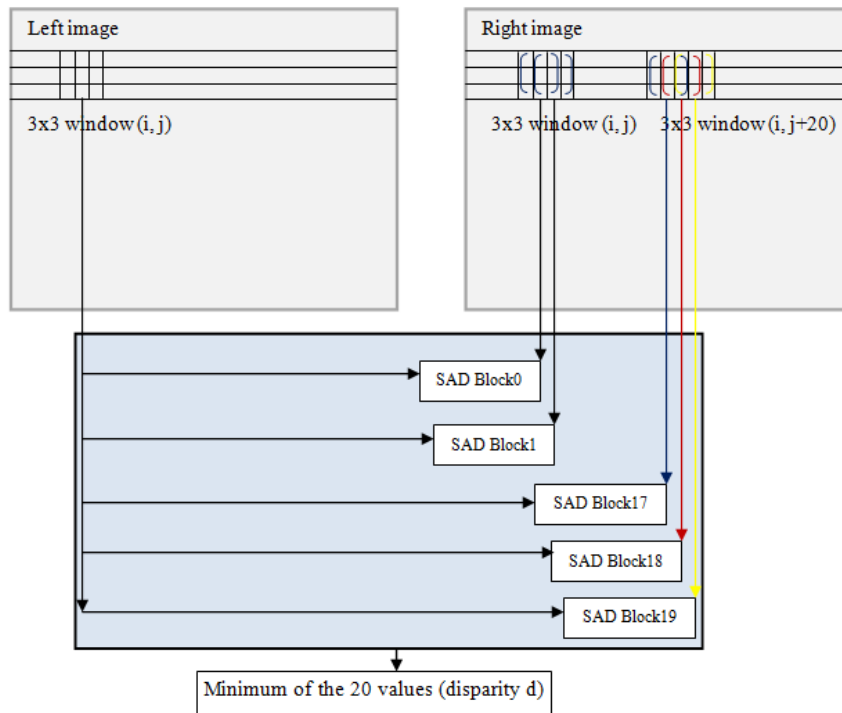 Left image
Right image
3x3 window (i, j)
3x3 window (i, j)
3x3 window (i, j+20)
SAD Block0
SAD Block1
SAD Block17
SAD Block18
SAD Block19
Minimum of the 20 values (disparity d)